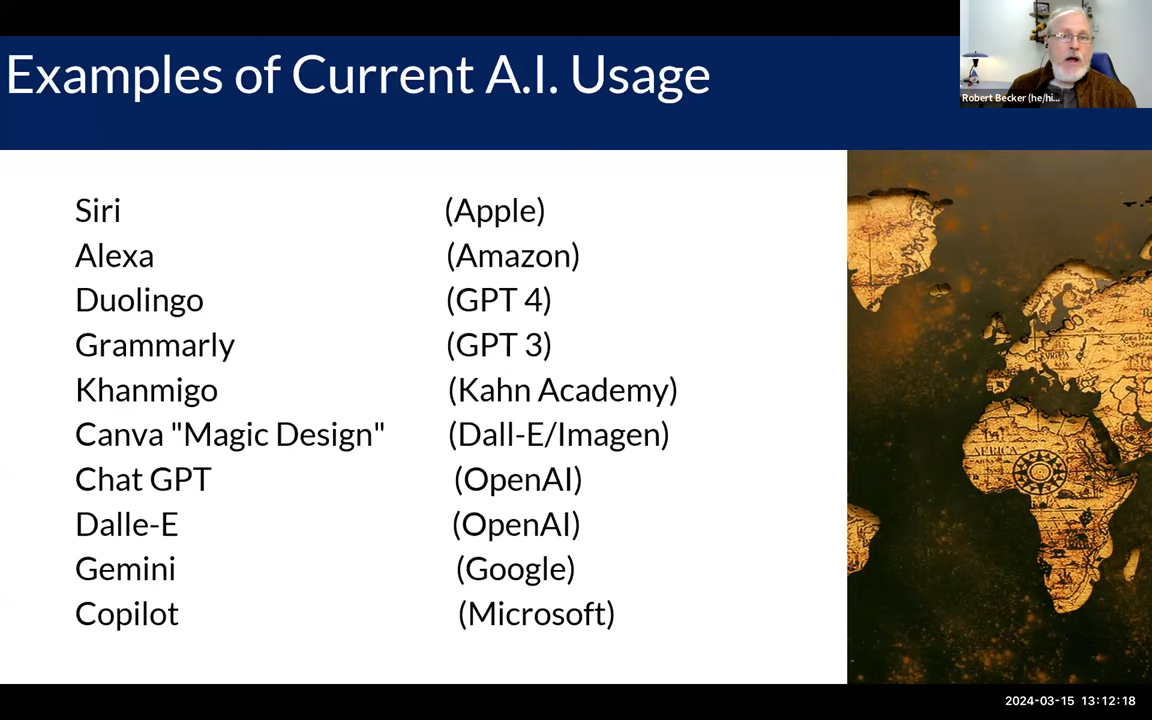 Examples of Current A.I. Usage
Robert Becker (he/hi...
Siri (Apple)
Alexa (Amazon)
Duolingo (GPT 4)
Grammarly (GPT 3)
Khanmigo (Kahn Academy)
Canva "Magic Design" (Dall-E/Imagen)
Chat GPT (OpenAI)
Dalle-E (OpenAI)
Gemini (Google)
Copilot (Microsoft)
EVROPA
AFRICA
2024-03-15 13:12:18